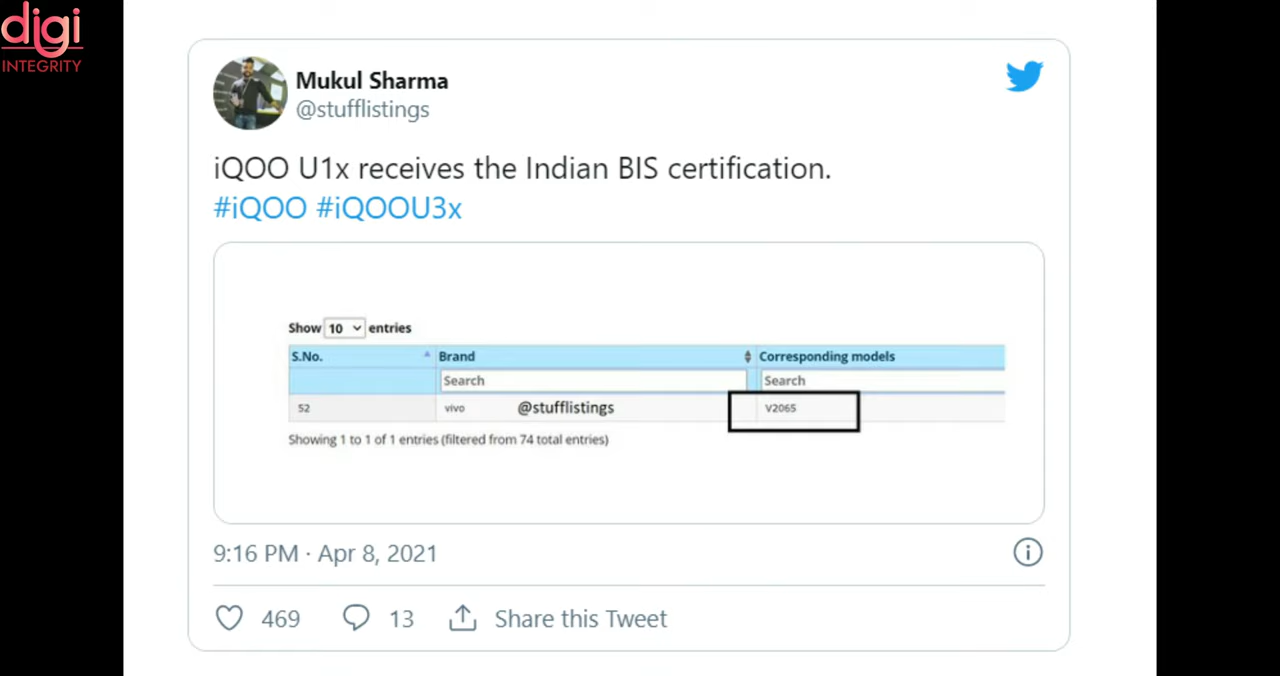 digi
INTEGRITY
Mukul Sharma
@stufflistings
iQOO U1x receives the Indian BIS certification.
#iQOO #iQOOU3x
Show 10 entries
S.No. Brand Corresponding models
Search Search
52 vivo @stufflistings V2065
Showing 1 to 1 of 1 entries (filtered from 74 total entries)
9:16 PM · Apr 8, 2021
469 13 Share this Tweet